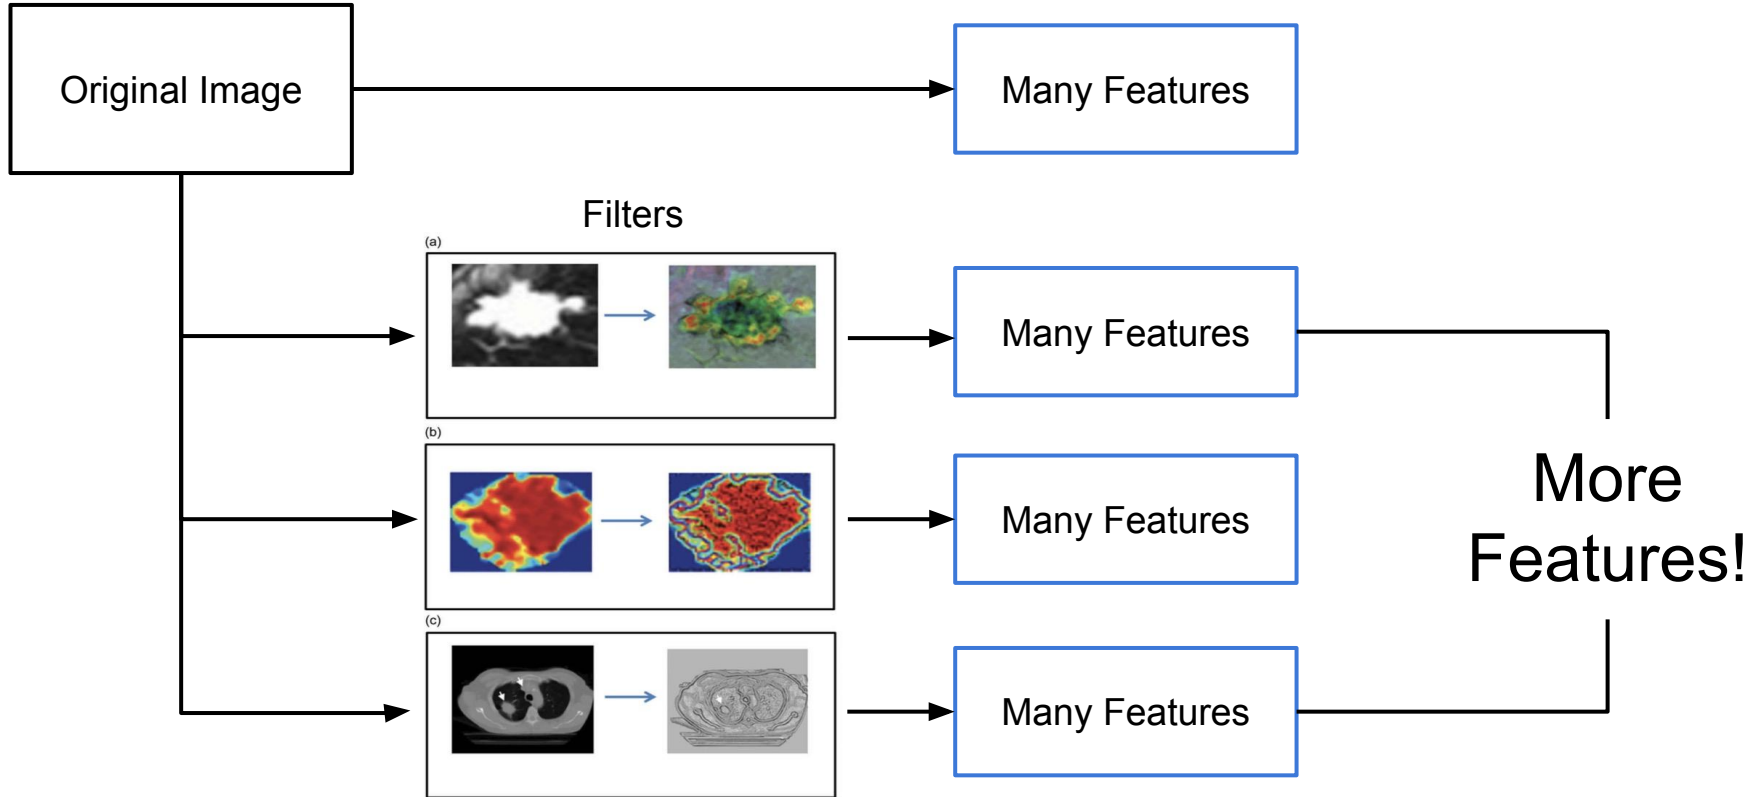 Original Image
Many Features
Filters
(a)
Many Features
(b)
Many Features
More
Features!
(c)
Many Features